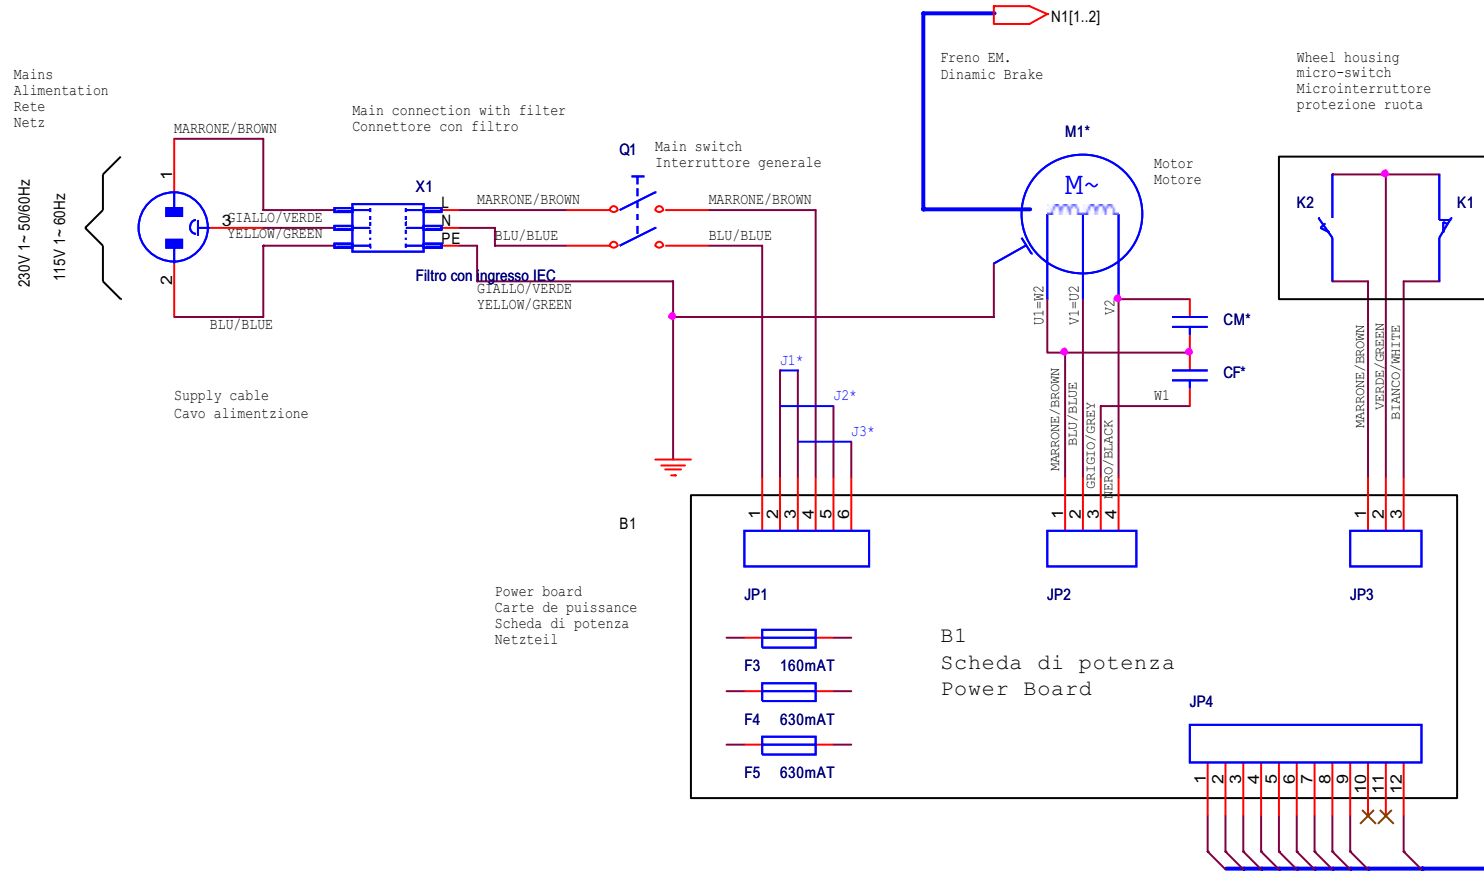 N1[1..2]
Freno EM.
Dinamic Brake
Wheel housing
micro-switch
Microinterruttore
protezione ruota
Mains
Alimentation
Rete
Netz
Main connection with filter
Connettore con filtro
MARRONE/BROWN
M1*
Q1
Main switch
Interruttore generale
Motor
Motore
M~
1
X1
L
MARRONE/BROWN
MARRONE/BROWN
K2
K1
230V 1~ 50/60Hz
115V 1~ 60Hz
3
GIALLO/VERDE
YELLOW/GREEN
N
PE
BLU/BLUE
BLU/BLUE
2
Filtro con ingresso IEC
GIALLO/VERDE
YELLOW/GREEN
BLU/BLUE
U1=W2
V1=U2
V2
CM*
CF*
W1
J1*
J2*
J3*
Supply cable
Cavo alimentzione
MARRONE/BROWN
BLU/BLUE
GRIGIO/GREY
NERO/BLACK
MARRONE/BROWN
VERDE/GREEN
BIANCO/WHITE
B1
1
2
3
4
5
6
1
2
3
4
1
2
3
JP1
JP2
JP3
Power board
Carte de puissance
Scheda di potenza
Netzteil
F3 160mAT
F4 630mAT
F5 630mAT
B1
Scheda di potenza
Power Board
JP4
1
2
3
4
5
6
7
8
9
10
11
12